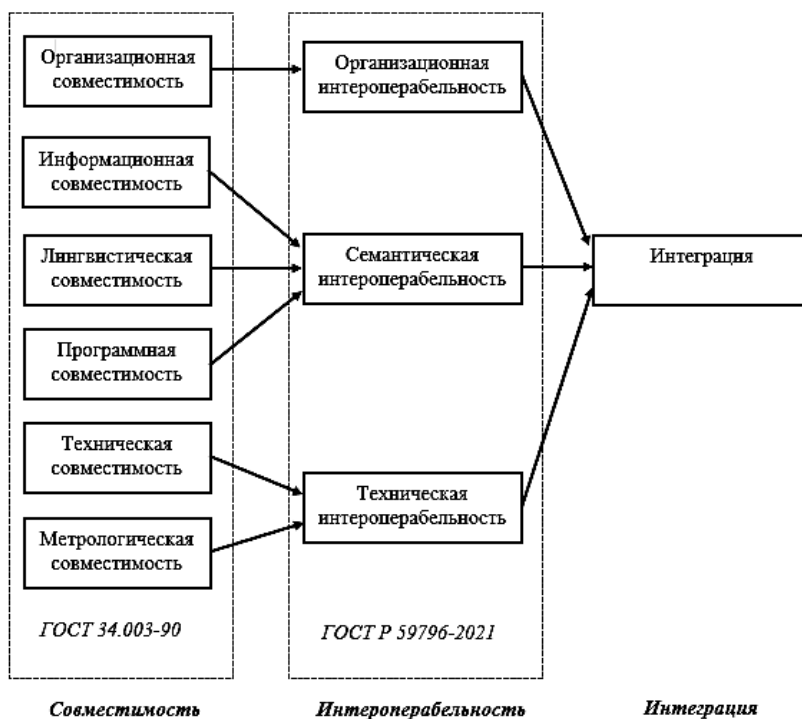 Организационная
совместимость
Информационная
совместимость
Лингвистическая
совместимость
Программная
совместимость
Техническая
совместимость
Метрологическая
совместимость
ГОСТ 34.003-90
Организационная
интероперабельность
Семантическая
интероперабельность
Техническая
интероперабельность
ГОСТ Р 59796-2021
Интеграция
Совместимость
Интероперабельность
Интеграция